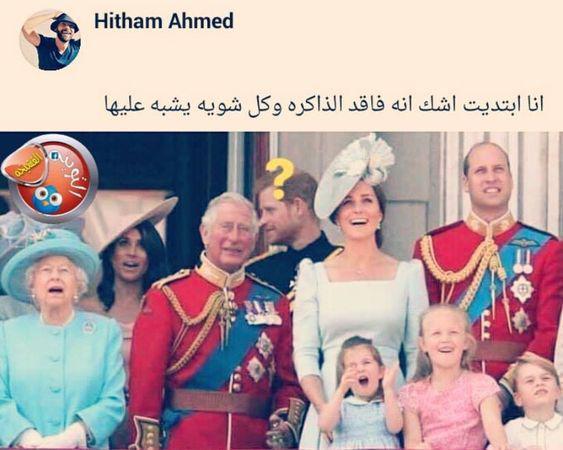 Hitham Ahmed
انا ابتديت اشك انه فاقد الذاكره وكل شويه يشبه عليها
?